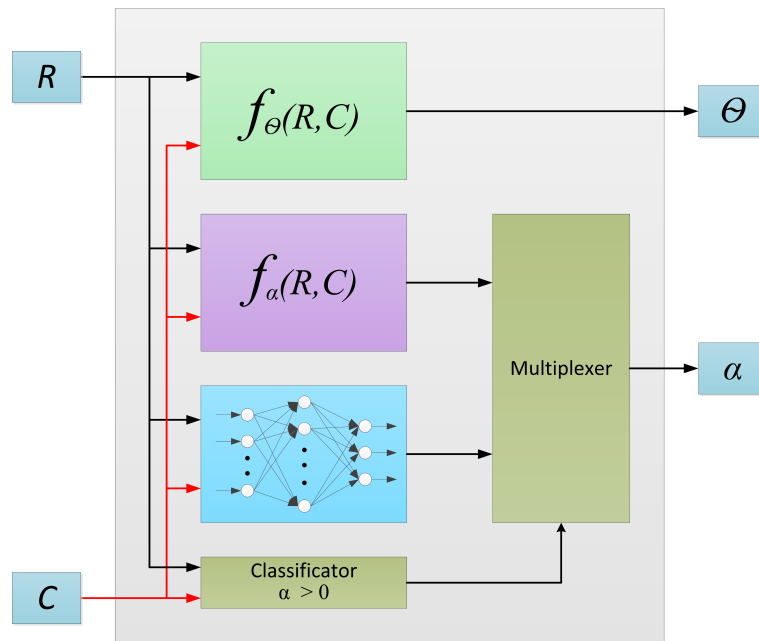 R
fΘ(R,C)
Θ
fα(R,C)
Multiplexer
α
Classificator
α > 0
C